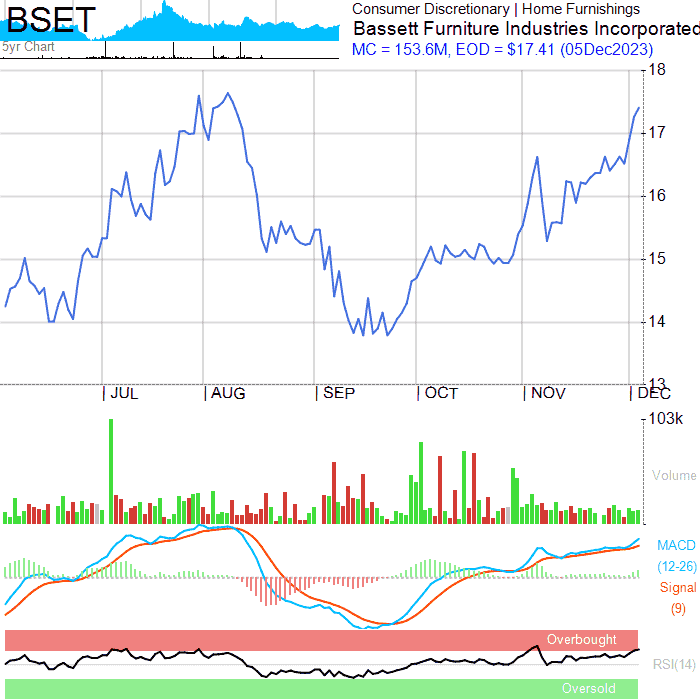 BSET
5yr Chart
Consumer Discretionary | Home Furnishings
Bassett Furniture Industries Incorporated
MC = 153.6M, EOD = $17.41 (05Dec2023)
18
17
16
15
14
13
| JUL | AUG | SEP | OCT | NOV | DEC
103k
Volume
MACD
(12-26)
Signal
(9)
Overbought
RSI(14)
Oversold